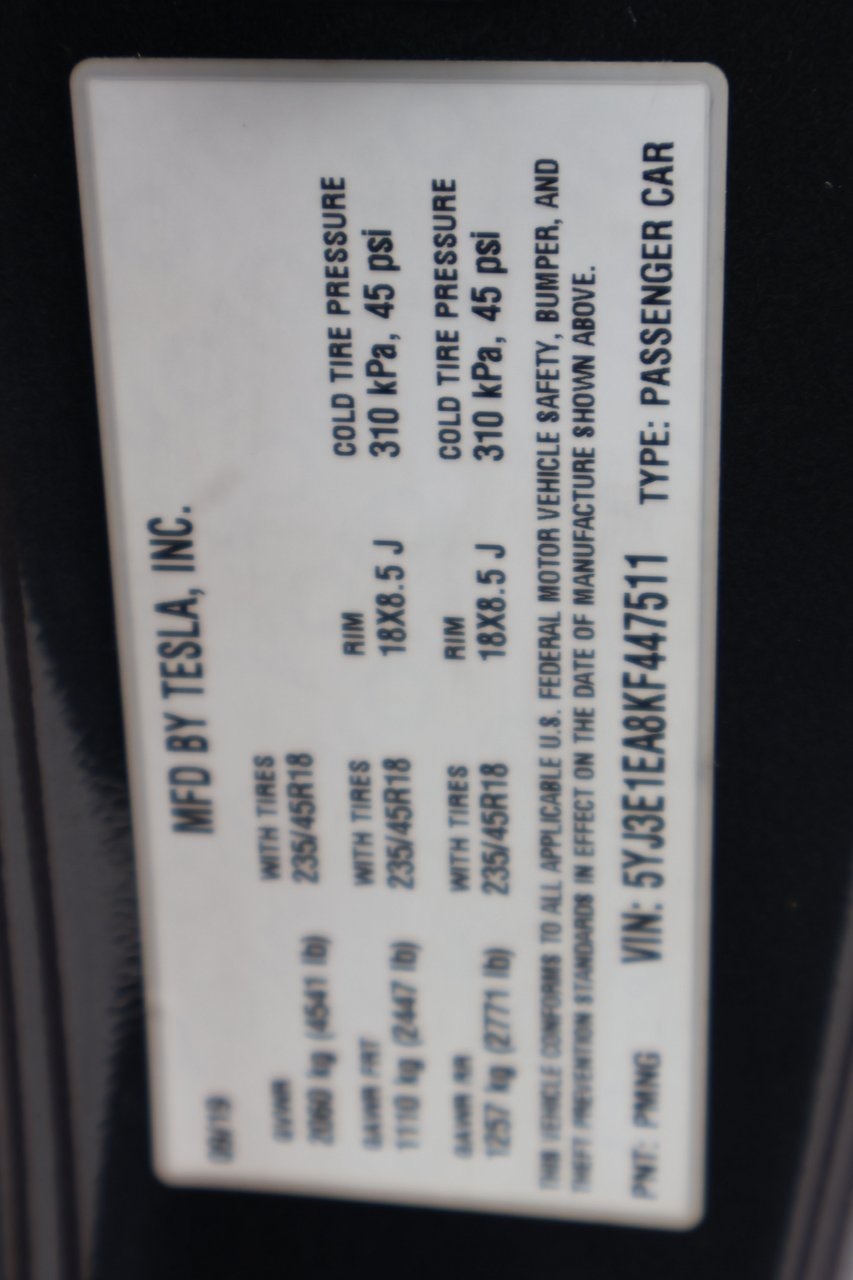 MFD BY TESLA, INC.
09/19
GVWR WITH TIRES
2060 kg (4541 lb) 235/45R18
GAWR FRT WITH TIRES RIM COLD TIRE PRESSURE
1110 kg (2447 lb) 235/45R18 18X8.5 J 310 kPa, 45 psi
GAWR RR WITH TIRES RIM COLD TIRE PRESSURE
1257 kg (2771 lb) 235/45R18 18X8.5 J 310 kPa, 45 psi
THIS VEHICLE CONFORMS TO ALL APPLICABLE U.S. FEDERAL MOTOR VEHICLE SAFETY, BUMPER, AND
THEFT PREVENTION STANDARDS IN EFFECT ON THE DATE OF MANUFACTURE SHOWN ABOVE.
PNT: PMNG VIN: 5YJ3E1EA8KF447511 TYPE: PASSENGER CAR